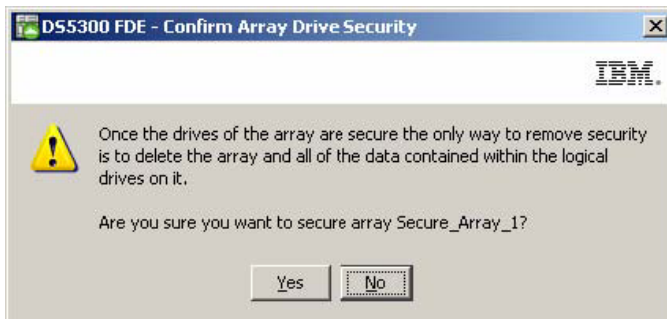 DS5300 FDE - Confirm Array Drive Security
IBM.
Once the drives of the array are secure the only way to remove security
is to delete the array and all of the data contained within the logical
drives on it.
Are you sure you want to secure array Secure_Array_1?
Yes No